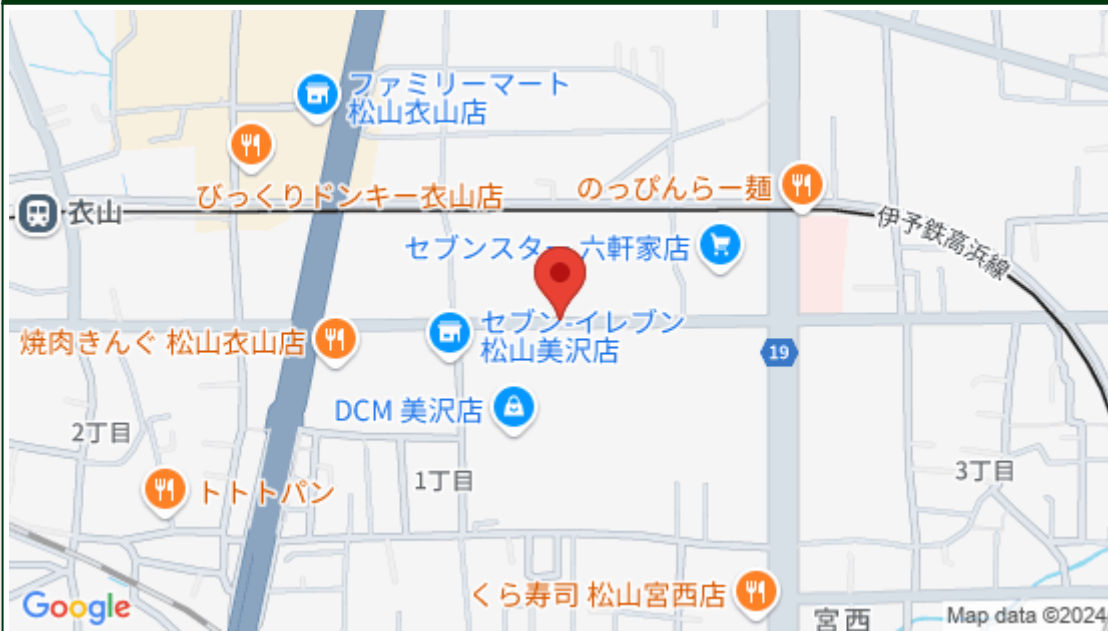 ファミリーマート
松山衣山店
びっくりドンキー衣山店
のっぴんらー麺
衣山
伊予鉄高浜線
セブンスター 六軒家店
セブン-イレブン
松山美沢店
焼肉きんぐ 松山衣山店
19
DCM 美沢店
2丁目
1丁目
3丁目
トトトパン
くら寿司 松山宮西店
宮西
Google
Map data ©2024